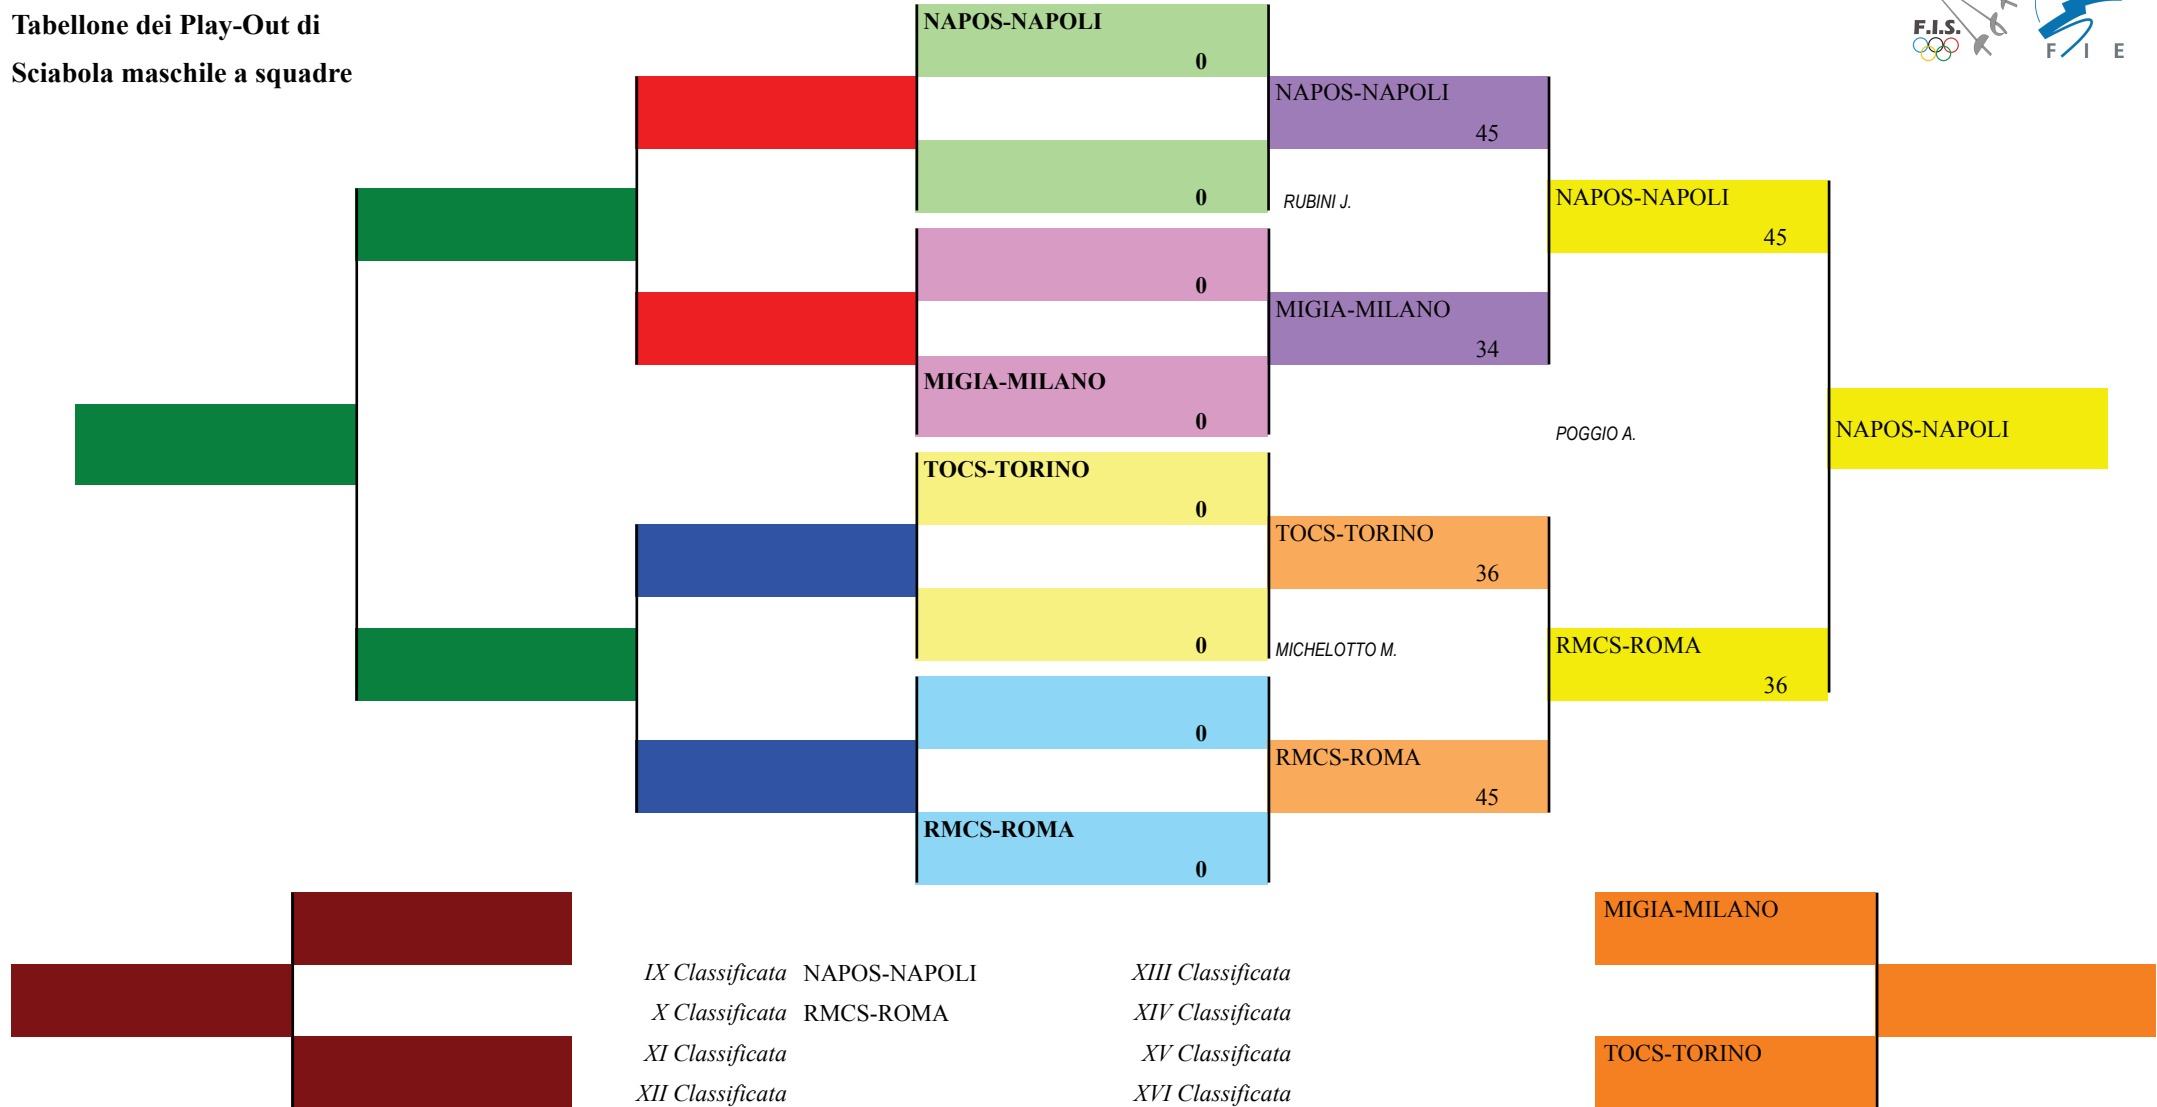 Tabellone dei Play-Out di
Sciabola maschile a squadre
F.I.S.
F I E
NAPOS-NAPOLI
0
0
0
MIGIA-MILANO
0
TOCS-TORINO
0
0
0
RMCS-ROMA
0
NAPOS-NAPOLI
45
RUBINI J.
MIGIA-MILANO
34
TOCS-TORINO
36
MICHELOTTO M.
RMCS-ROMA
45
NAPOS-NAPOLI
45
POGGIO A.
RMCS-ROMA
36
NAPOS-NAPOLI
IX Classificata NAPOS-NAPOLI
X Classificata RMCS-ROMA
XI Classificata
XII Classificata
XIII Classificata
XIV Classificata
XV Classificata
XVI Classificata
MIGIA-MILANO
TOCS-TORINO